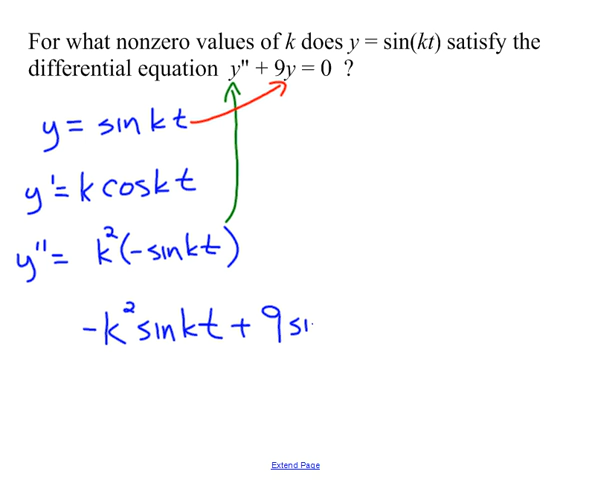 For what nonzero values of k does y = sin(kt) satisfy the
differential equation y" + 9y = 0 ?
y = sin kt
y' = k cos kt
y" = k²(-sin kt)
-k² sin kt + 9 si
Extend Page